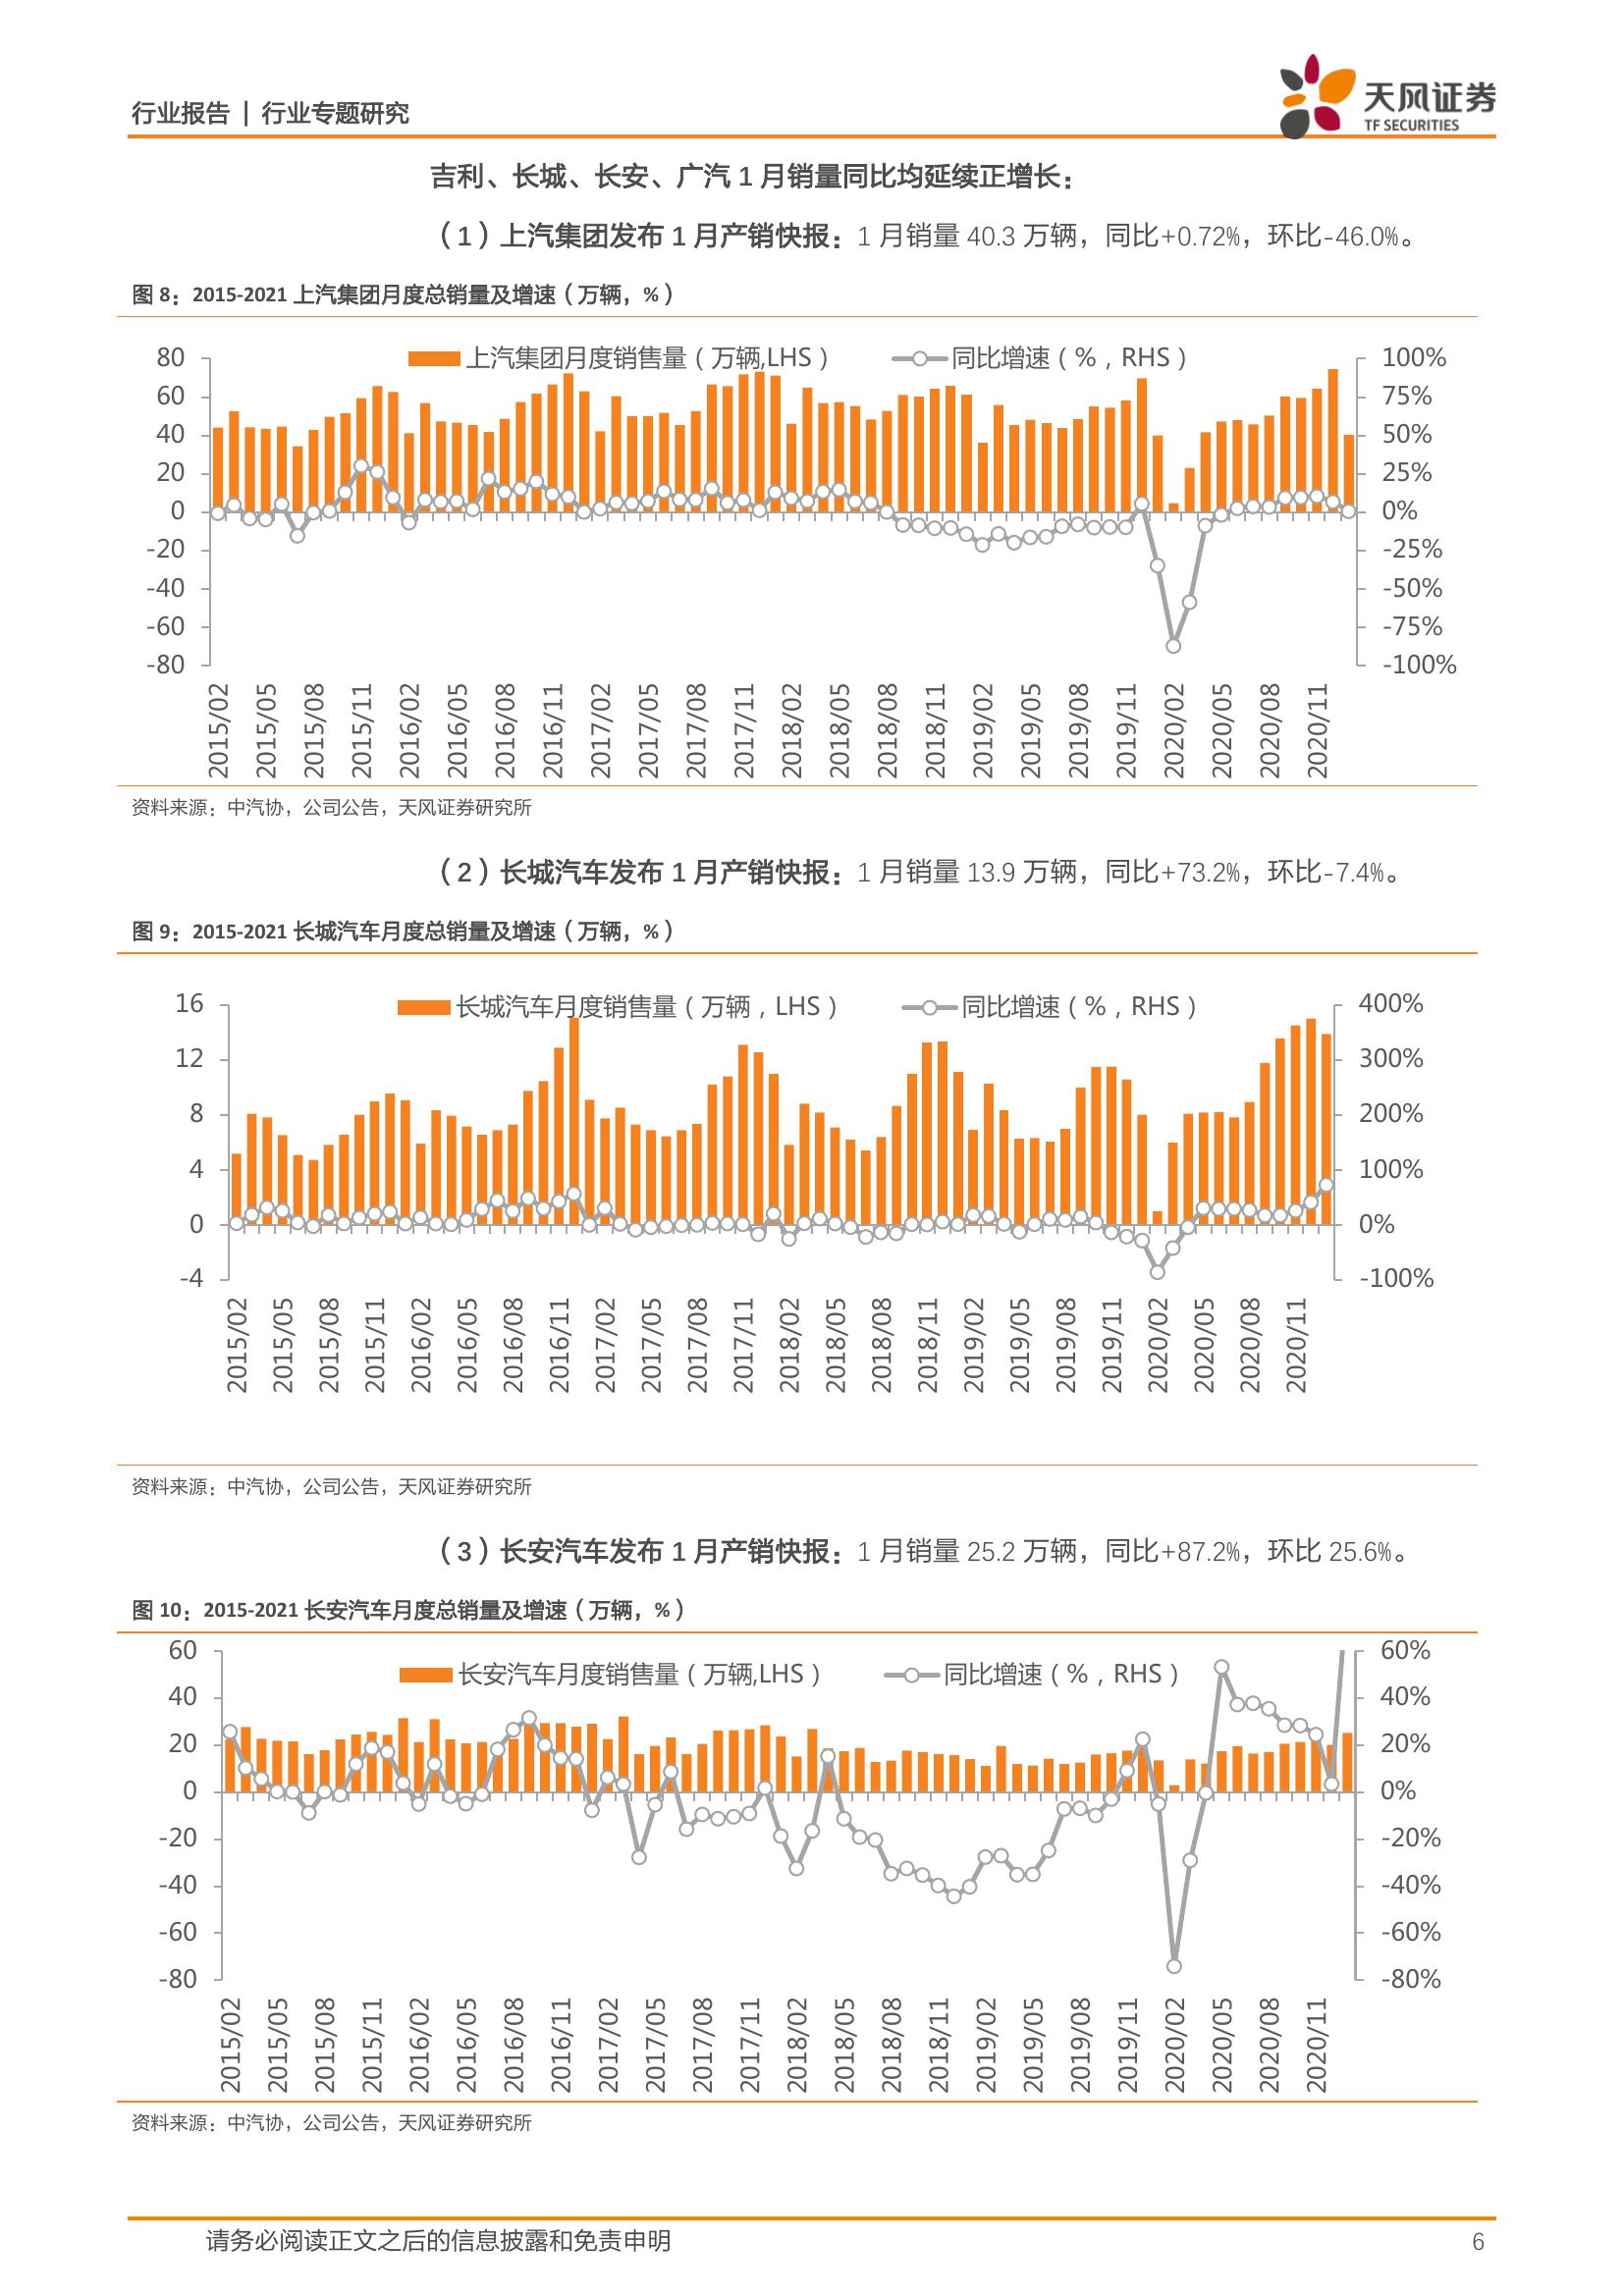 行业报告 | 行业专题研究
天风证券
TF SECURITIES
吉利、长城、长安、广汽 1 月销量同比均延续正增长：
（1）上汽集团发布 1 月产销快报：1 月销量 40.3 万辆，同比+0.72%，环比-46.0%。
图 8：2015-2021 上汽集团月度总销量及增速（万辆，%）
上汽集团月度销售量（万辆,LHS） 同比增速（%，RHS）
80 100%
60 75%
40 50%
20 25%
0 0%
-20 -25%
-40 -50%
-60 -75%
-80 -100%
2015/02 2015/05 2015/08 2015/11 2016/02 2016/05 2016/08 2016/11 2017/02 2017/05 2017/08 2017/11 2018/02 2018/05 2018/08 2018/11 2019/02 2019/05 2019/08 2019/11 2020/02 2020/05 2020/08 2020/11
资料来源：中汽协，公司公告，天风证券研究所
（2）长城汽车发布 1 月产销快报：1 月销量 13.9 万辆，同比+73.2%，环比-7.4%。
图 9：2015-2021 长城汽车月度总销量及增速（万辆，%）
长城汽车月度销售量（万辆，LHS） 同比增速（%，RHS）
16 400%
12 300%
8 200%
4 100%
0 0%
-4 -100%
2015/02 2015/05 2015/08 2015/11 2016/02 2016/05 2016/08 2016/11 2017/02 2017/05 2017/08 2017/11 2018/02 2018/05 2018/08 2018/11 2019/02 2019/05 2019/08 2019/11 2020/02 2020/05 2020/08 2020/11
资料来源：中汽协，公司公告，天风证券研究所
（3）长安汽车发布 1 月产销快报：1 月销量 25.2 万辆，同比+87.2%，环比 25.6%。
图 10：2015-2021 长安汽车月度总销量及增速（万辆，%）
60 60%
长安汽车月度销售量（万辆,LHS） 同比增速（%，RHS）
40 40%
20 20%
0 0%
-20 -20%
-40 -40%
-60 -60%
-80 -80%
2015/02 2015/05 2015/08 2015/11 2016/02 2016/05 2016/08 2016/11 2017/02 2017/05 2017/08 2017/11 2018/02 2018/05 2018/08 2018/11 2019/02 2019/05 2019/08 2019/11 2020/02 2020/05 2020/08 2020/11
资料来源：中汽协，公司公告，天风证券研究所
请务必阅读正文之后的信息披露和免责申明 6